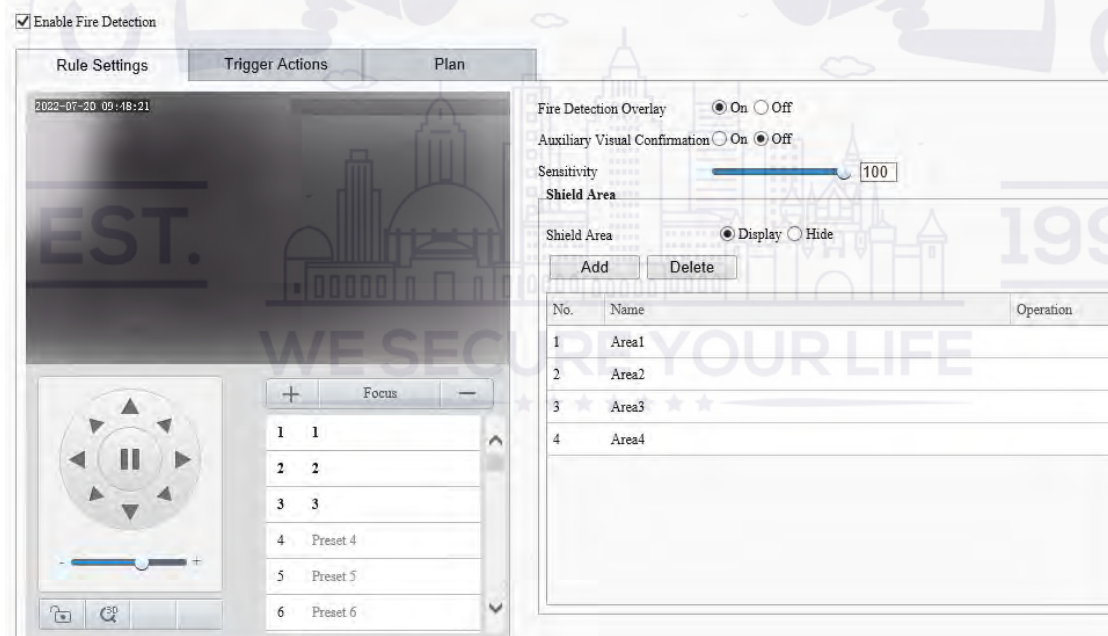 Enable Fire Detection
Rule Settings Trigger Actions Plan
2022-07-20 09:48:21
Fire Detection Overlay On Off
Auxiliary Visual Confirmation On Off
Sensitivity 100
Shield Area
Shield Area Display Hide
Add Delete
EST. 199
No. Name Operation
1 Area1
2 Area2
3 Area3
4 Area4
WE SECURE YOUR LIFE
+ Focus −
1 1
2 2
3 3
4 Preset 4
5 Preset 5
6 Preset 6
- +
3D